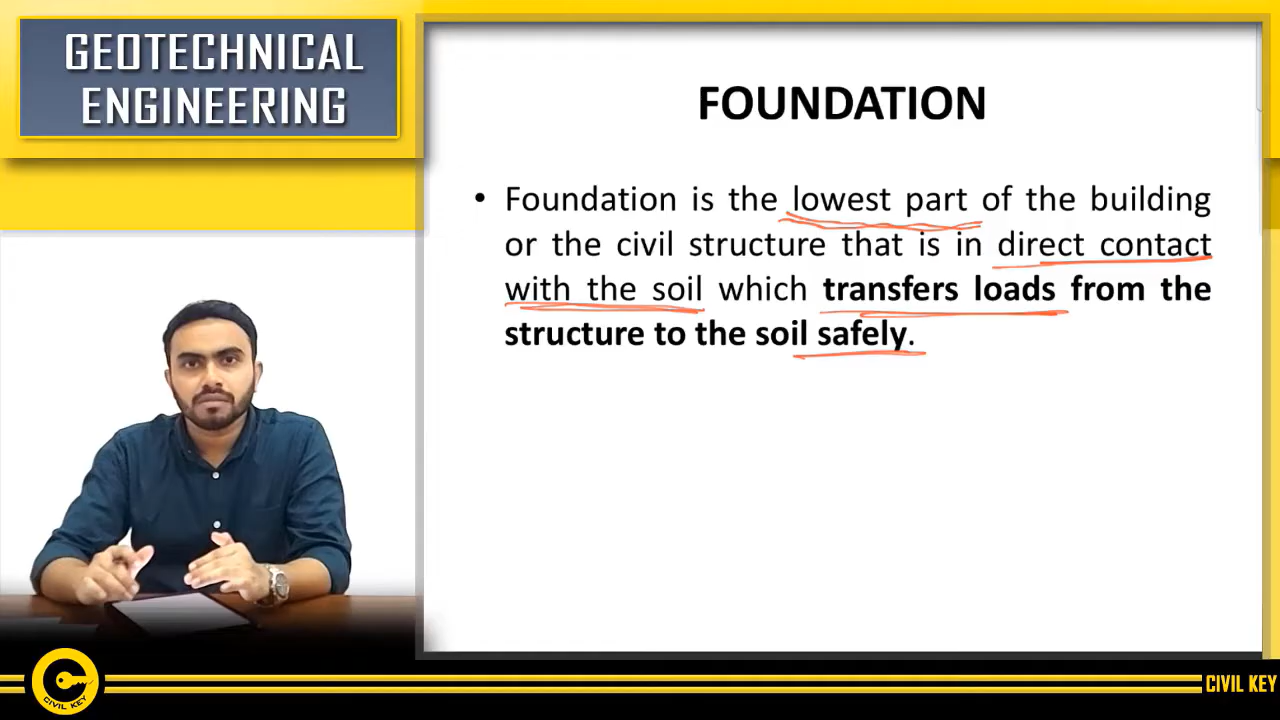 GEOTECHNICAL
ENGINEERING
FOUNDATION
• Foundation is the lowest part of the building
or the civil structure that is in direct contact
with the soil which transfers loads from the
structure to the soil safely.
CIVIL KEY
CIVIL KEY